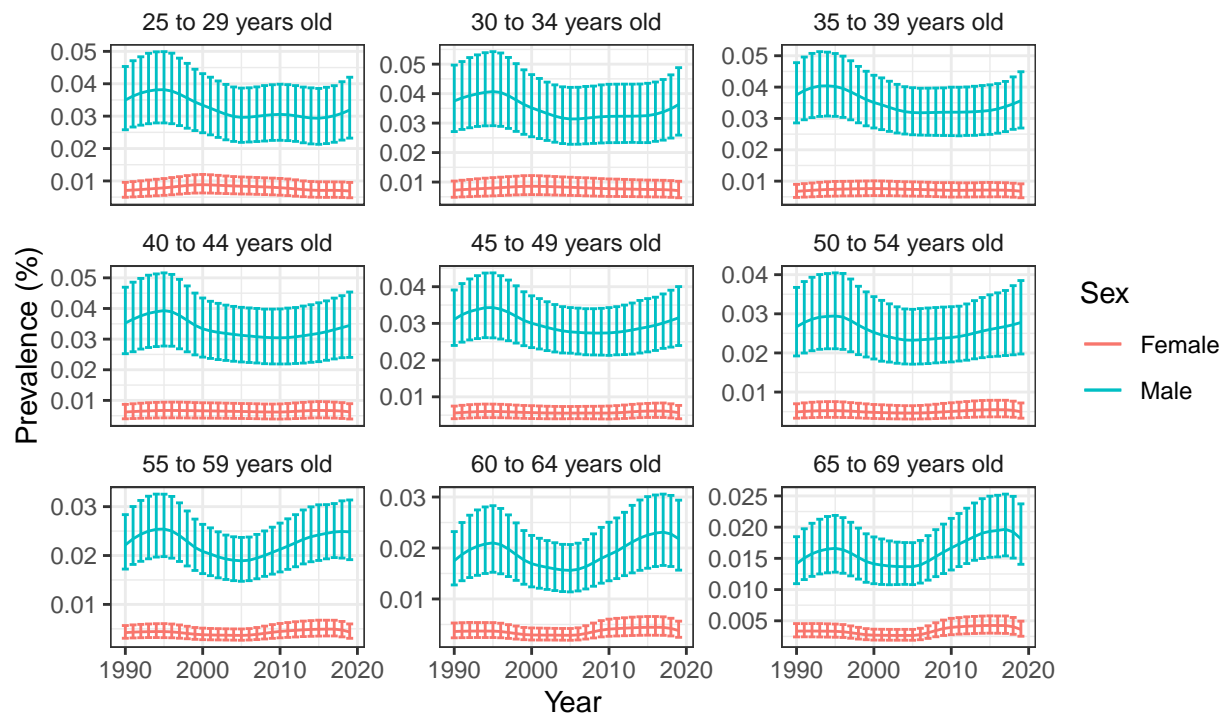 25 to 29 years old
30 to 34 years old
35 to 39 years old
0.05
0.04
0.03
0.02
0.01
0.05
0.04
0.03
0.02
0.01
0.05
0.04
0.03
0.02
0.01
40 to 44 years old
45 to 49 years old
50 to 54 years old
0.05
0.04
0.03
0.02
0.01
0.04
0.03
0.02
0.01
0.04
0.03
0.02
0.01
55 to 59 years old
60 to 64 years old
65 to 69 years old
0.03
0.02
0.01
0.03
0.02
0.01
0.025
0.020
0.015
0.010
0.005
1990 2000 2010 2020
1990 2000 2010 2020
1990 2000 2010 2020
Year
Prevalence (%)
Sex
Female
Male